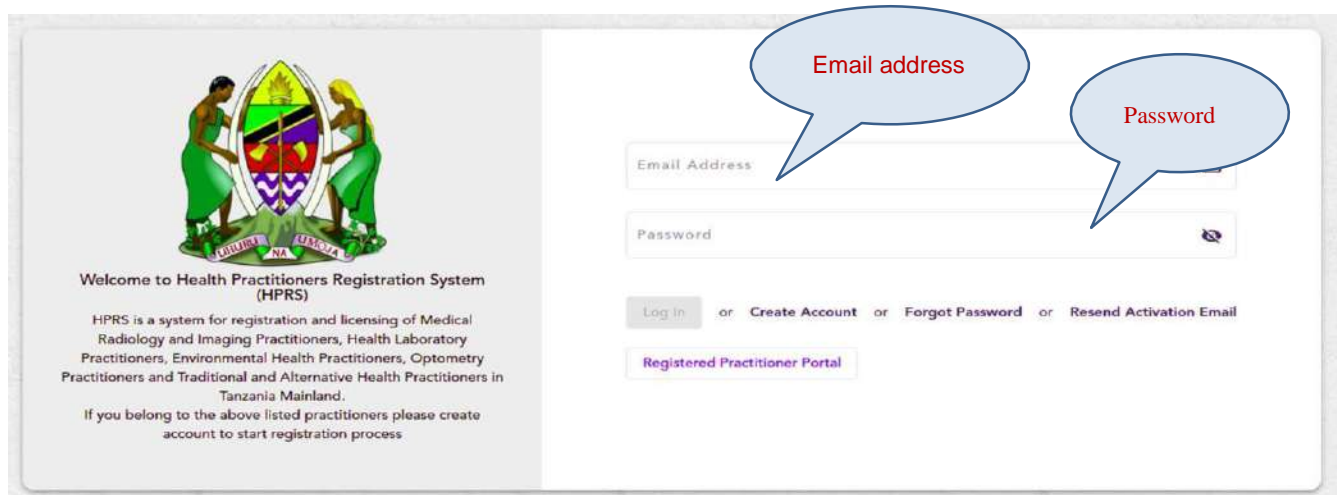 UHURU NA UMOJA
Welcome to Health Practitioners Registration System
(HPRS)
HPRS is a system for registration and licensing of Medical
Radiology and Imaging Practitioners, Health Laboratory
Practitioners, Environmental Health Practitioners, Optometry
Practitioners and Traditional and Alternative Health Practitioners in
Tanzania Mainland.
If you belong to the above listed practitioners please create
account to start registration process
Email address
Password
Email Address
Password
Log In or Create Account or Forgot Password or Resend Activation Email
Registered Practitioner Portal